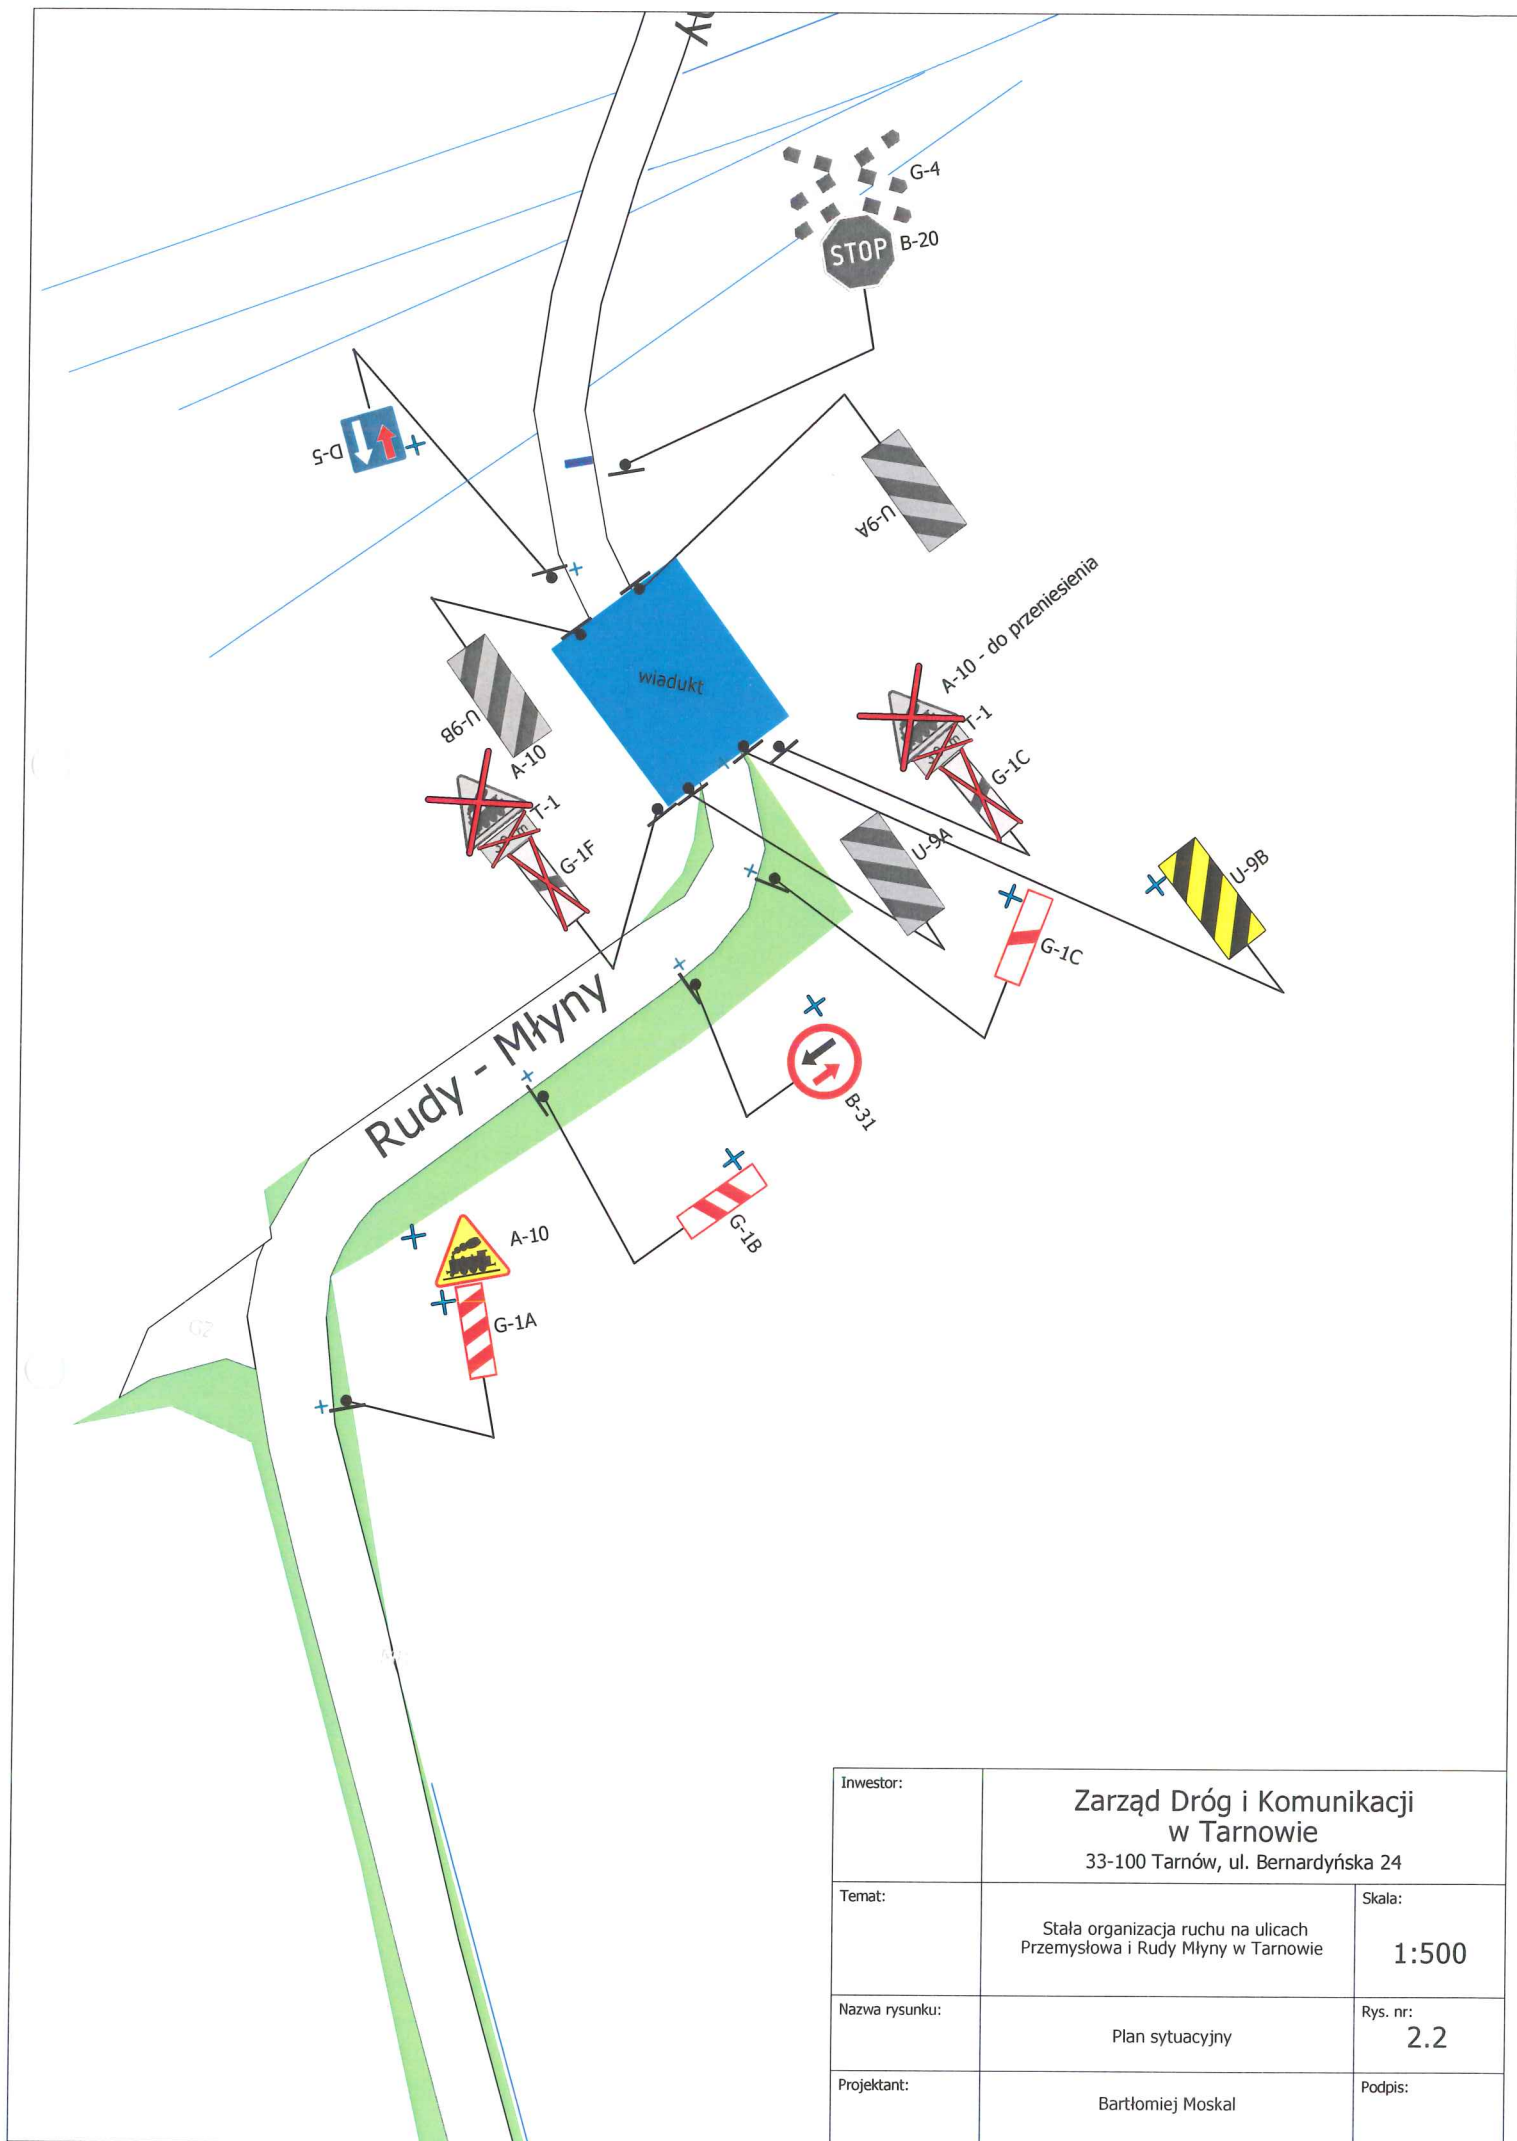 G-4
STOP
B-20
D-5
U-9A
A-10 - do przeniesienia
T-1
G-1C
wiadukt
U-9B
A-10
T-1
G-1F
U-9A
U-9B
G-1C
Rudy - Młyny
B-31
G-1B
A-10
G-1A
Inwestor:
Zarząd Dróg i Komunikacji
w Tarnowie
33-100 Tarnów, ul. Bernardyńska 24
Temat:
Stała organizacja ruchu na ulicach
Przemysłowa i Rudy Młyny w Tarnowie
Skala:
1:500
Nazwa rysunku:
Plan sytuacyjny
Rys. nr:
2.2
Projektant:
Bartłomiej Moskal
Podpis: